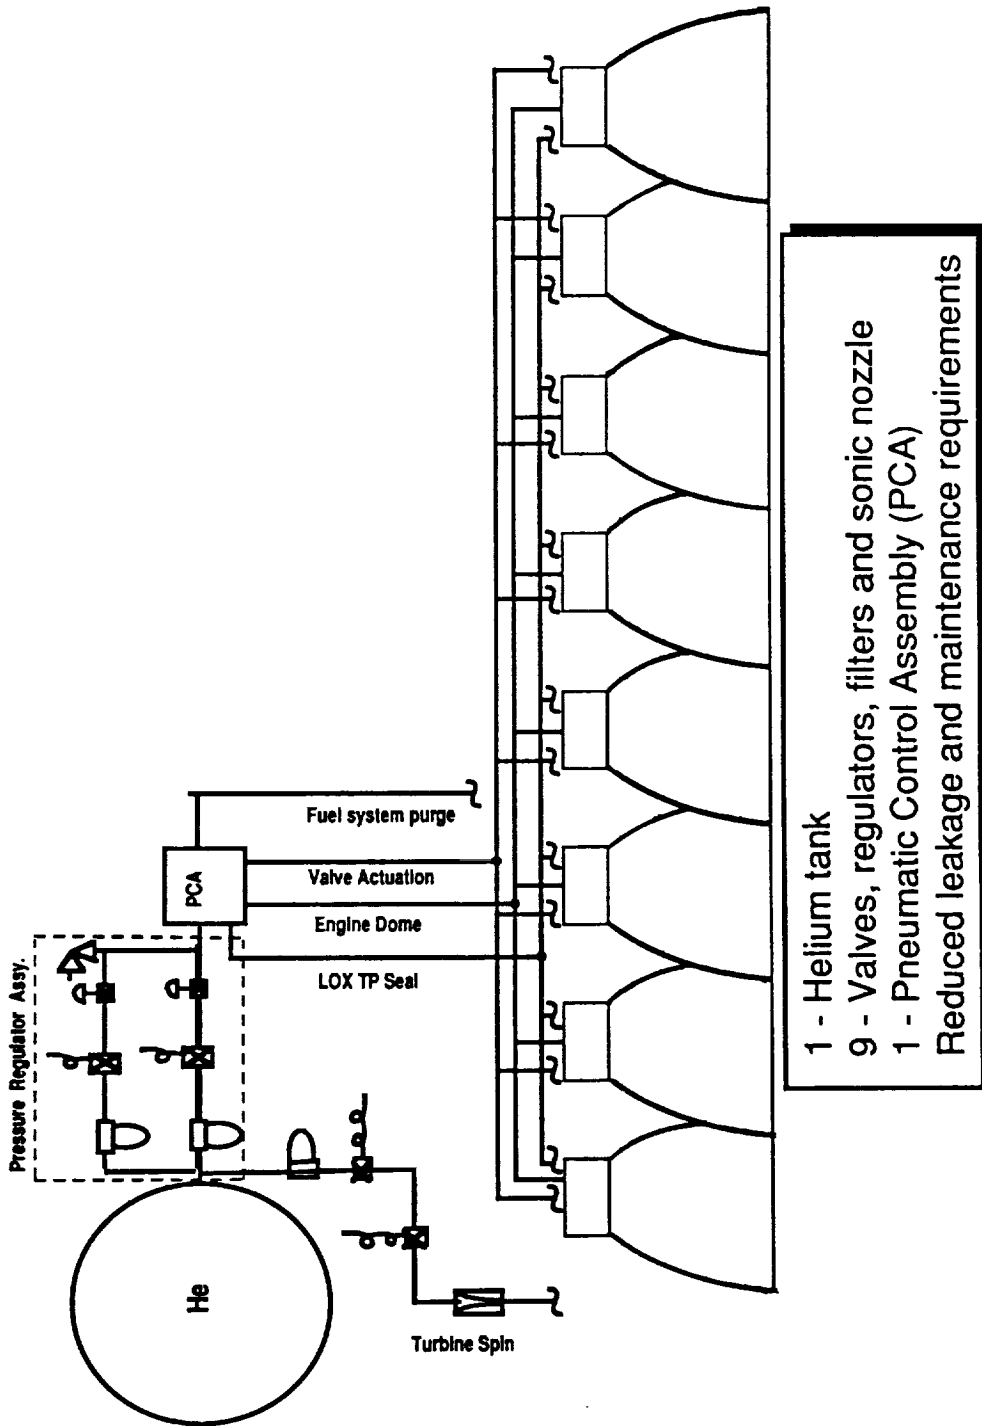 Pressure Regulator Assy.
He
PCA
Fuel system purge
Valve Actuation
Engine Dome
LOX TP Seal
Turbine Spin
1 - Helium tank
9 - Valves, regulators, filters and sonic nozzle
1 - Pneumatic Control Assembly (PCA)
Reduced leakage and maintenance requirements